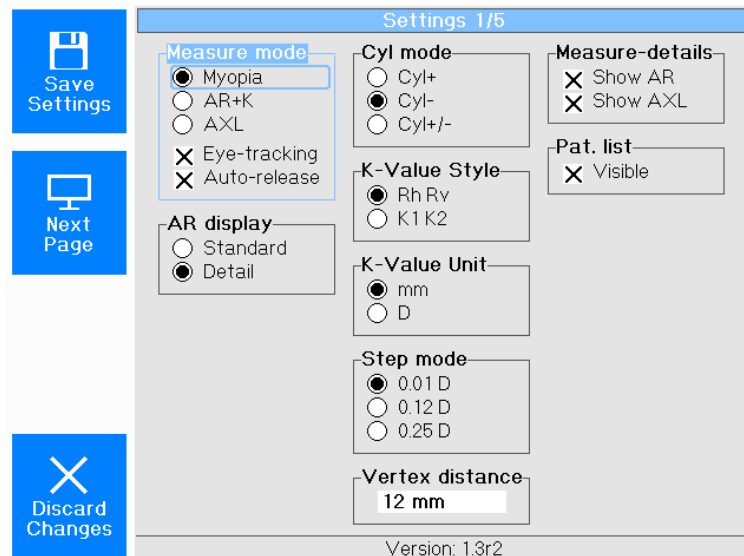 Settings 1/5
Save
Settings
Next
Page
Discard
Changes
Measure mode
Myopia
AR+K
AXL
Eye-tracking
Auto-release
AR display
Standard
Detail
Cyl mode
Cyl+
Cyl-
Cyl+/-
K-Value Style
Rh Rv
K1 K2
K-Value Unit
mm
D
Step mode
0.01 D
0.12 D
0.25 D
Vertex distance
12 mm
Measure-details
Show AR
Show AXL
Pat. list
Visible
Version: 1.3r2